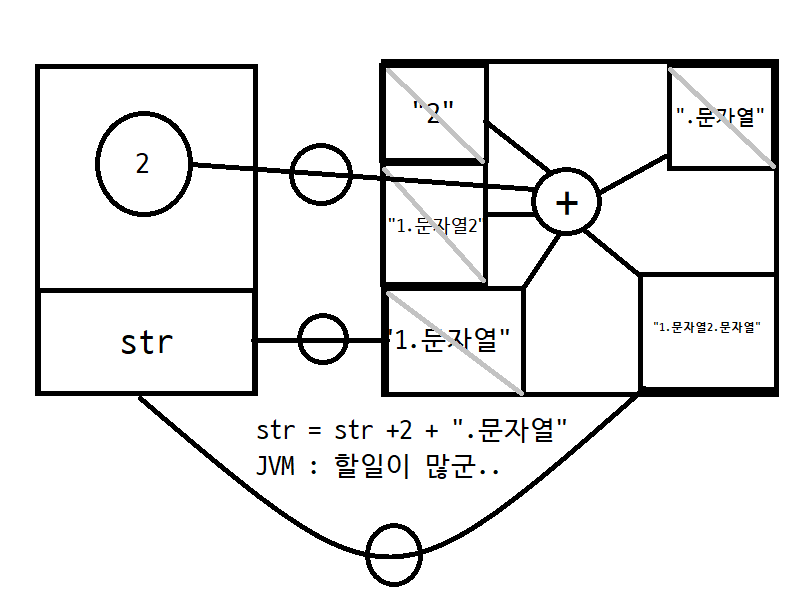 2
"2"
".문자열"
+
"1.문자열2"
str
"1.문자열"
"1.문자열2.문자열"
str = str +2 + ".문자열"
JVM : 할일이 많군..